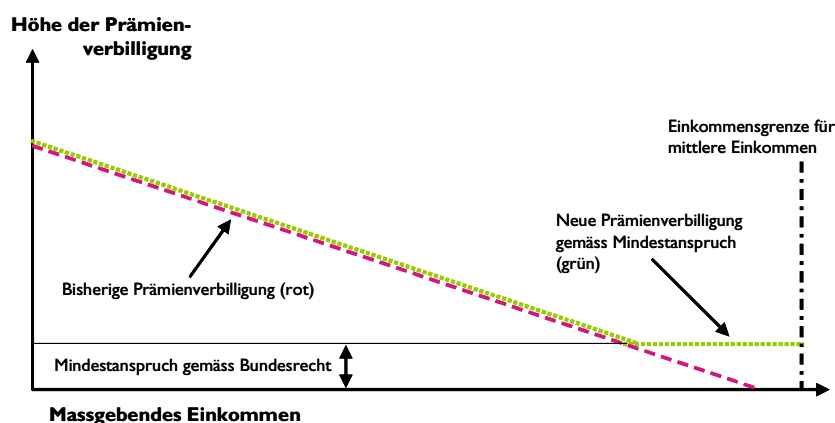 Höhe der Prämien-
verbilligung
Einkommensgrenze für
mittlere Einkommen
Neue Prämienverbilligung
gemäss Mindestanspruch
(grün)
Bisherige Prämienverbilligung (rot)
Mindestanspruch gemäss Bundesrecht
Massgebendes Einkommen